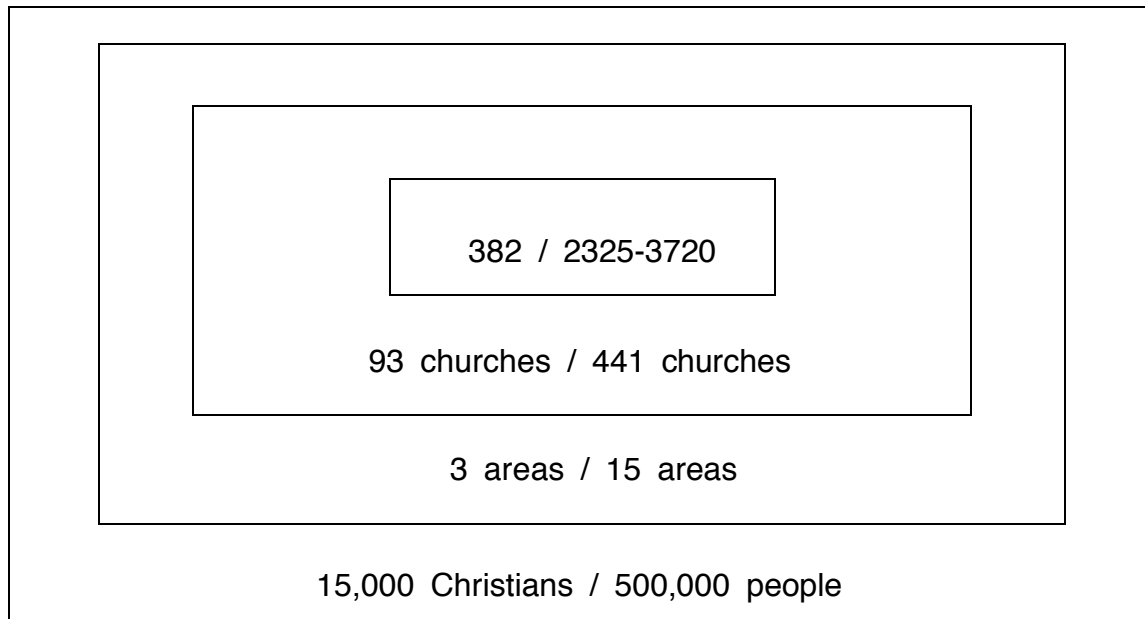 382 / 2325-3720
93 churches / 441 churches
3 areas / 15 areas
15,000 Christians / 500,000 people